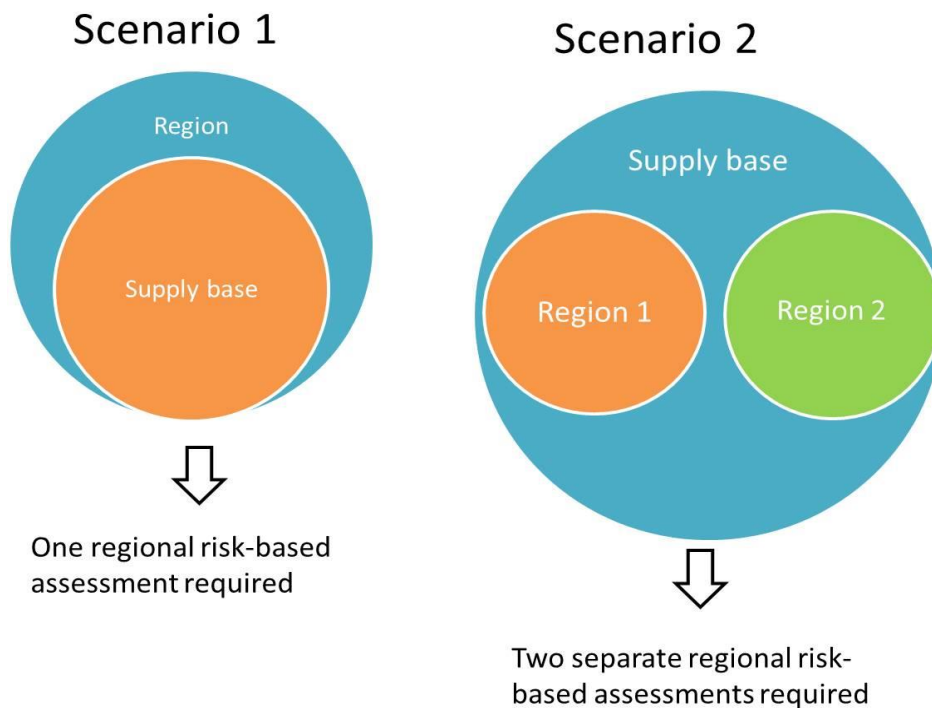 Scenario 1
Region
Supply base
One regional risk-based
assessment required
Scenario 2
Supply base
Region 1
Region 2
Two separate regional risk-
based assessments required